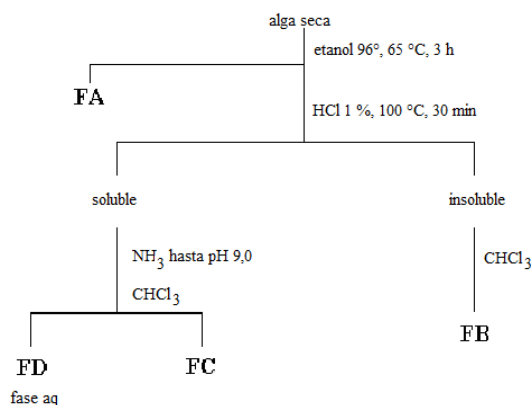 alga seca
etanol 96°, 65 °C, 3 h
FA
HCl 1 %, 100 °C, 30 min
soluble
insoluble
NH3 hasta pH 9,0
CHCl3
CHCl3
FB
FD
FC
fase aq